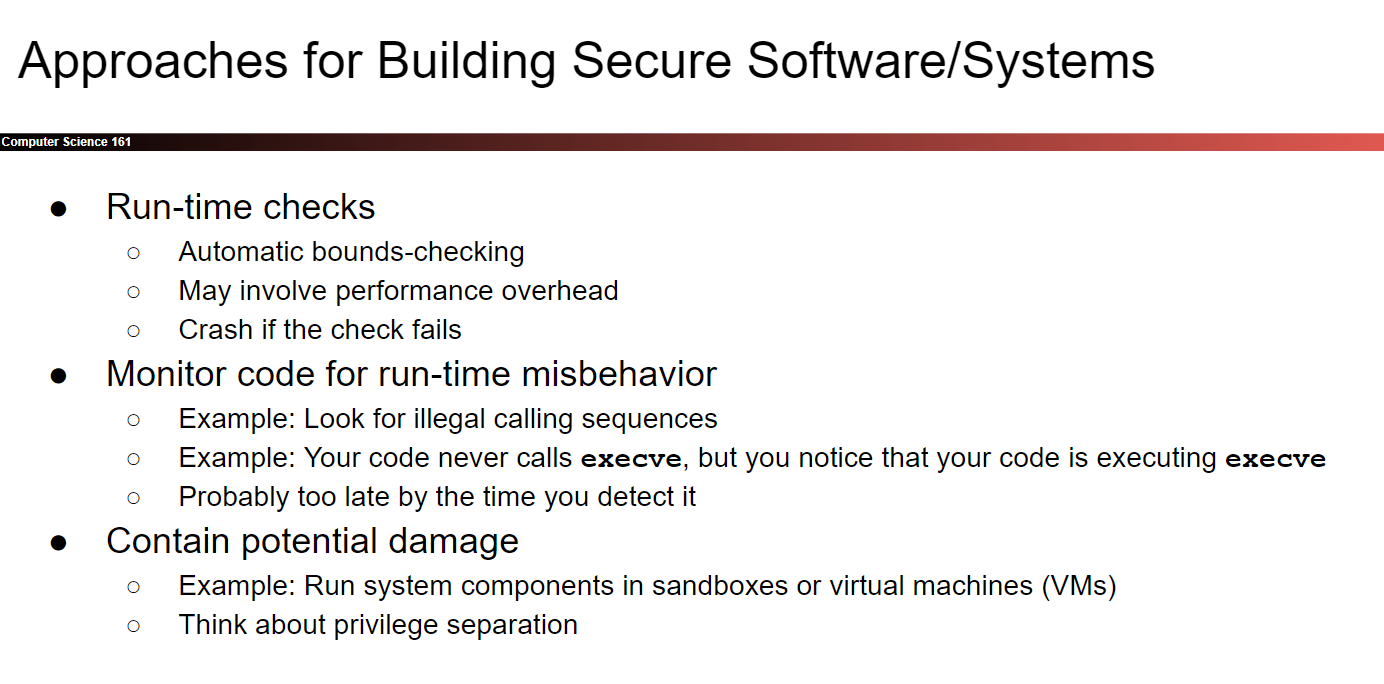 Approaches for Building Secure Software/Systems
Computer Science 161
● Run-time checks
○ Automatic bounds-checking
○ May involve performance overhead
○ Crash if the check fails
● Monitor code for run-time misbehavior
○ Example: Look for illegal calling sequences
○ Example: Your code never calls execve, but you notice that your code is executing execve
○ Probably too late by the time you detect it
● Contain potential damage
○ Example: Run system components in sandboxes or virtual machines (VMs)
○ Think about privilege separation